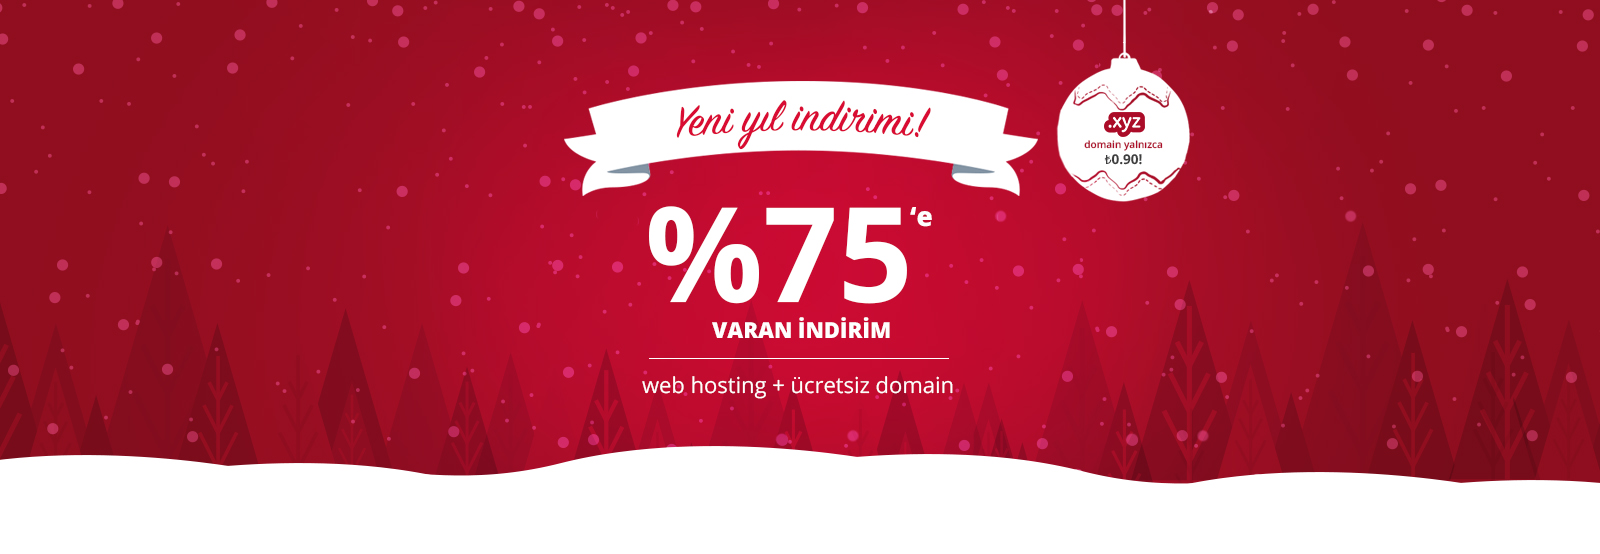 Yeni yıl indirimi!
.xyz
domain yalnızca
₺0.90!
%75'e
VARAN İNDİRİM
web hosting + ücretsiz domain